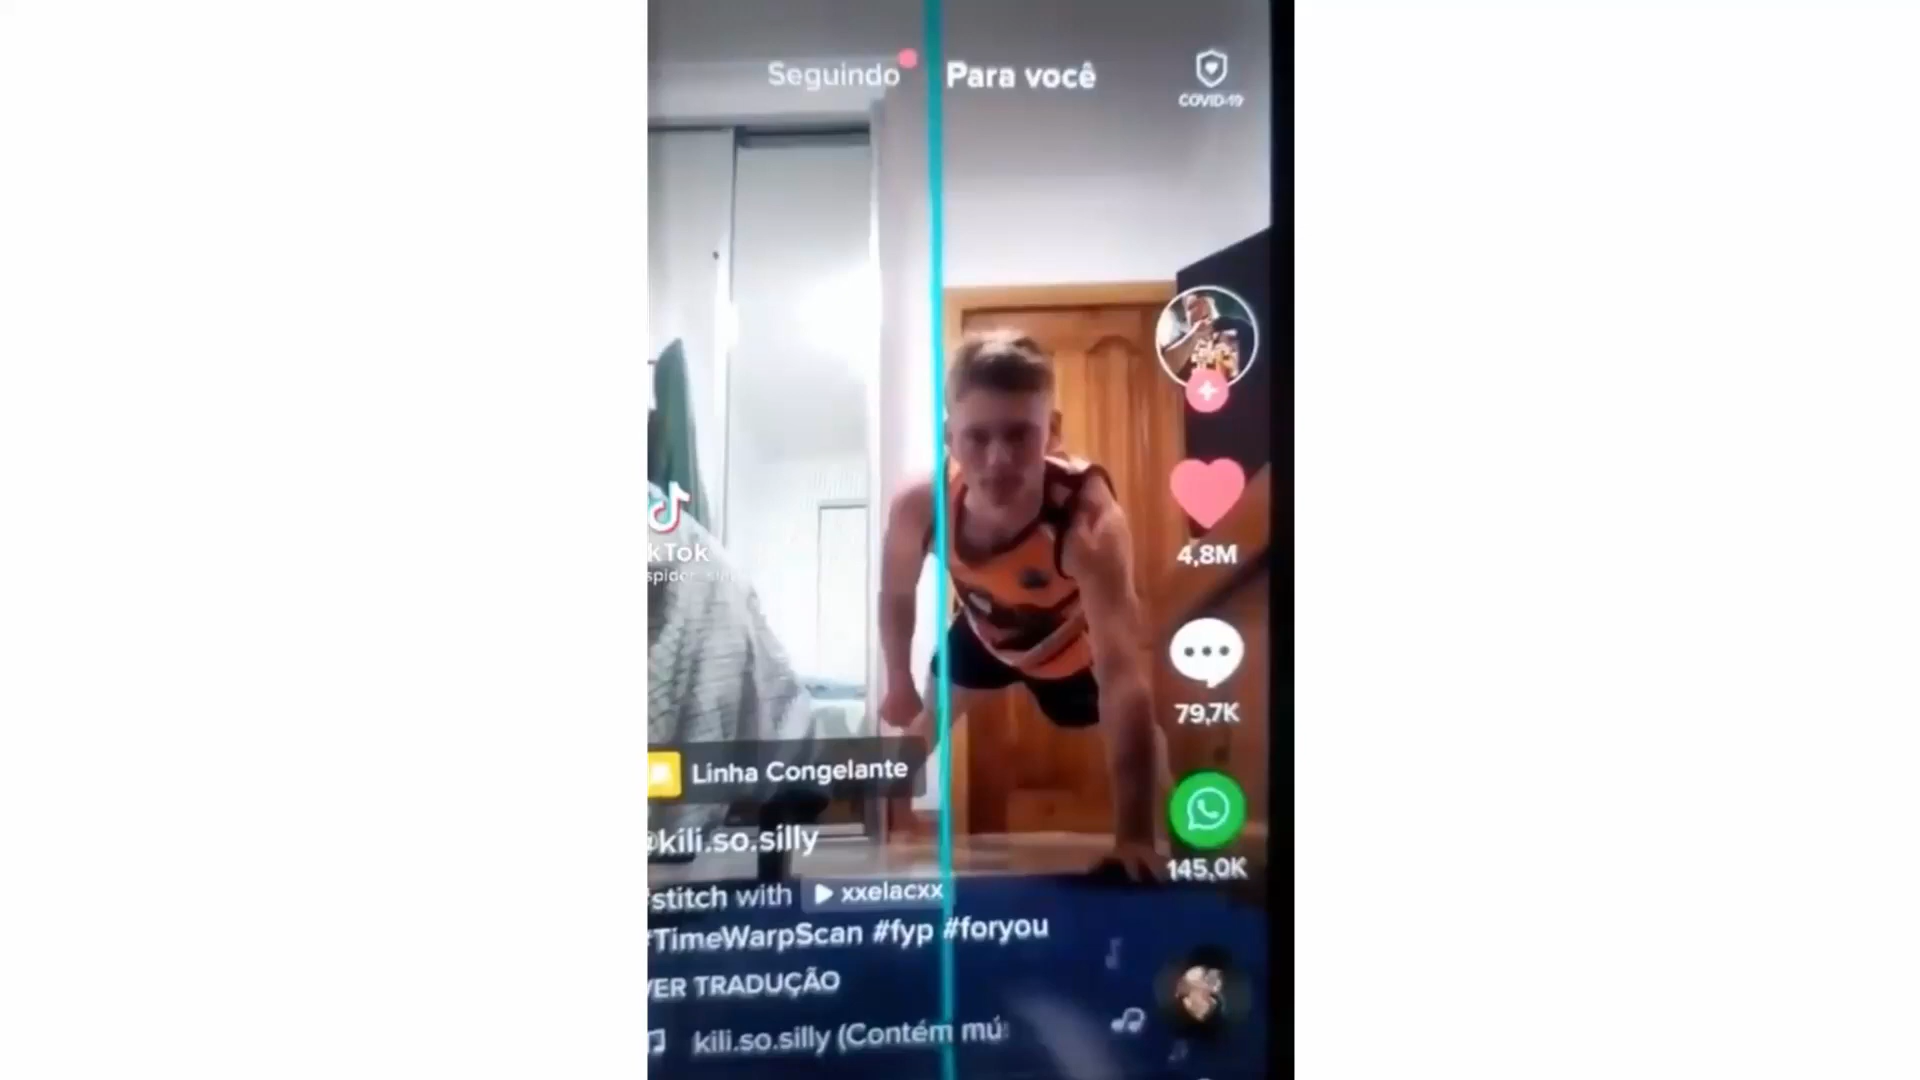 Seguindo Para você
COVID-19
4,8M
kTok
79,7K
Linha Congelante
@kili.so.silly
145,0K
#stitch with xxelacxx
#TimeWarpScan #fyp #foryou
VER TRADUÇÃO
kili.so.silly (Contém mús